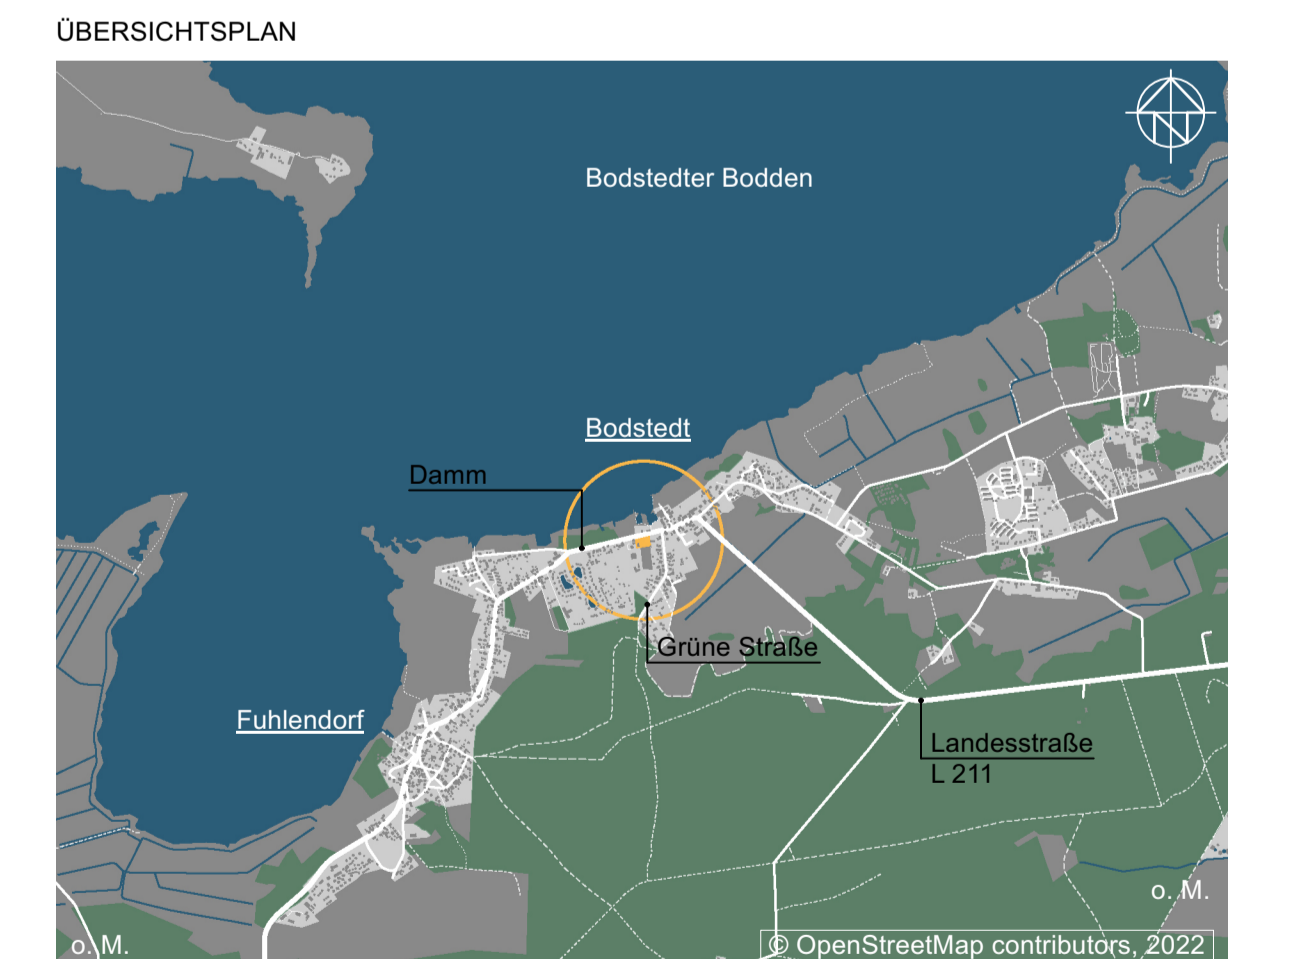 ÜBERSICHTSPLAN
N
Bodstedter Bodden
Bodstedt
Damm
Grüne Straße
Fuhlendorf
Landesstraße
L 211
o. M.
o. M.
© OpenStreetMap contributors, 2022